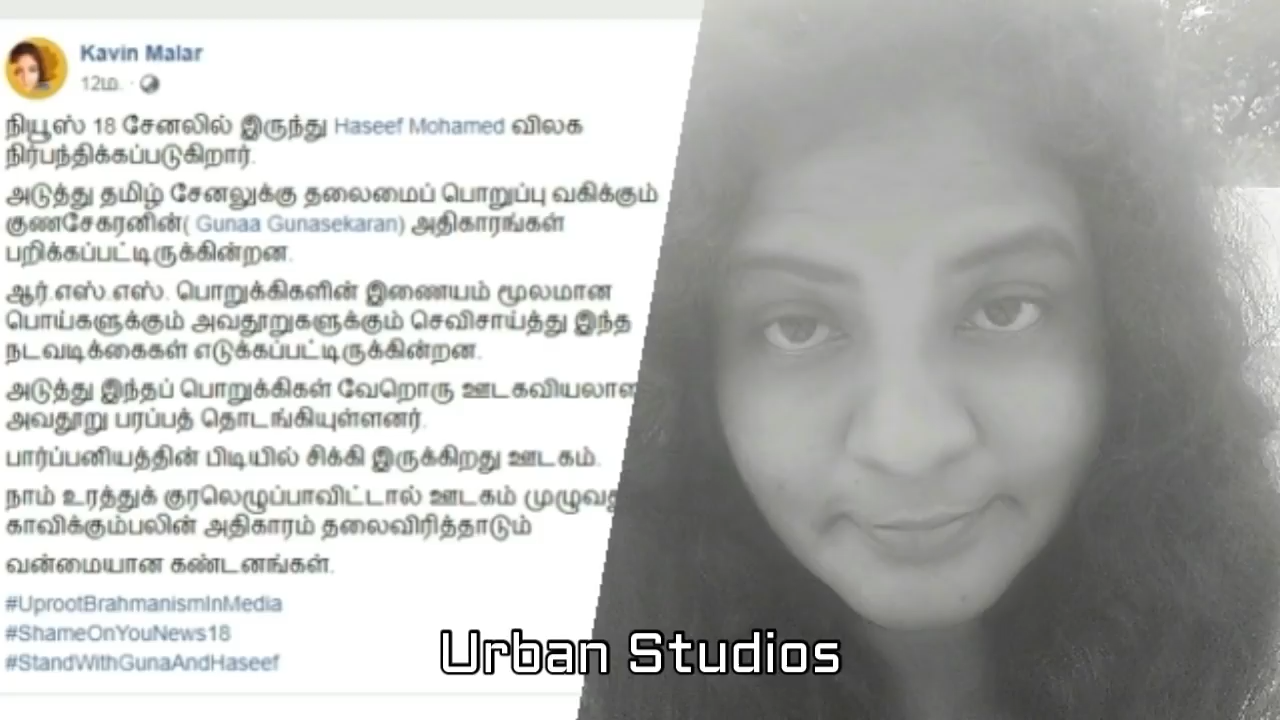 Kavin Malar
12ம. ·
நியூஸ் 18 சேனலில் இருந்து Haseef Mohamed விலக
நிர்பந்திக்கப்படுகிறார்.
அடுத்து தமிழ் சேனலுக்கு தலைமைப் பொறுப்பு வகிக்கும்
குணசேகரனின்( Gunaa Gunasekaran) அதிகாரங்கள்
பறிக்கப்பட்டிருக்கின்றன.
ஆர்.எஸ்.எஸ். பொறுக்கிகளின் இணையம் மூலமான
பொய்களுக்கும் அவதூறுகளுக்கும் செவிசாய்த்து இந்த
நடவடிக்கைகள் எடுக்கப்பட்டிருக்கின்றன.
அடுத்து இந்தப் பொறுக்கிகள் வேறொரு
அவதூறு பரப்பத் தொடங்கியுள்ளனர்.
பார்ப்பனியத்தின் பிடியில் சிக்கி இருக்கிறது ஊடகம்.
நாம் உரத்துக் குரலெழுப்பாவிட்டால் ஊடகம்
காவிக்கும்பலின் அதிகாரம் தலைவிரித்தாடும்
வன்மையான கண்டனங்கள்.
#UprootBrahmanismInMedia
#ShameOnYouNews18
#StandWithGunaAndHaseef
Urban Studios